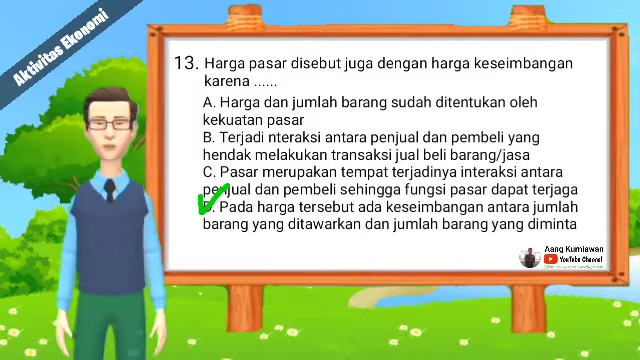 Aktivitas Ekonomi
13. Harga pasar disebut juga dengan harga keseimbangan
karena ......
A. Harga dan jumlah barang sudah ditentukan oleh
kekuatan pasar
B. Terjadi nteraksi antara penjual dan pembeli yang
hendak melakukan transaksi jual beli barang/jasa
C. Pasar merupakan tempat terjadinya interaksi antara
penjual dan pembeli sehingga fungsi pasar dapat terjaga
D. Pada harga tersebut ada keseimbangan antara jumlah
barang yang ditawarkan dan jumlah barang yang diminta
Aang Kurniawan
YouTube Channel